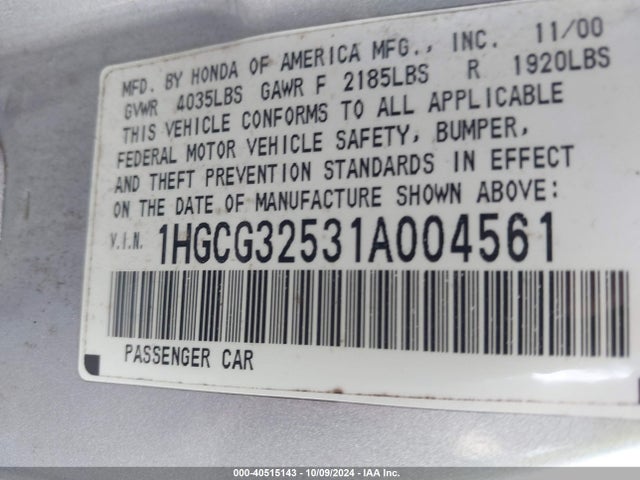 MFD. BY HONDA OF AMERICA MFG., INC. 11/00
GVWR 4035LBS GAWR F 2185LBS R 1920LBS
THIS VEHICLE CONFORMS TO ALL APPLICABLE
FEDERAL MOTOR VEHICLE SAFETY, BUMPER,
AND THEFT PREVENTION STANDARDS IN EFFECT
ON THE DATE OF MANUFACTURE SHOWN ABOVE:
V.I.N. 1HGCG32531A004561
PASSENGER CAR
000-40515143 - 10/09/2024 - IAA Inc.